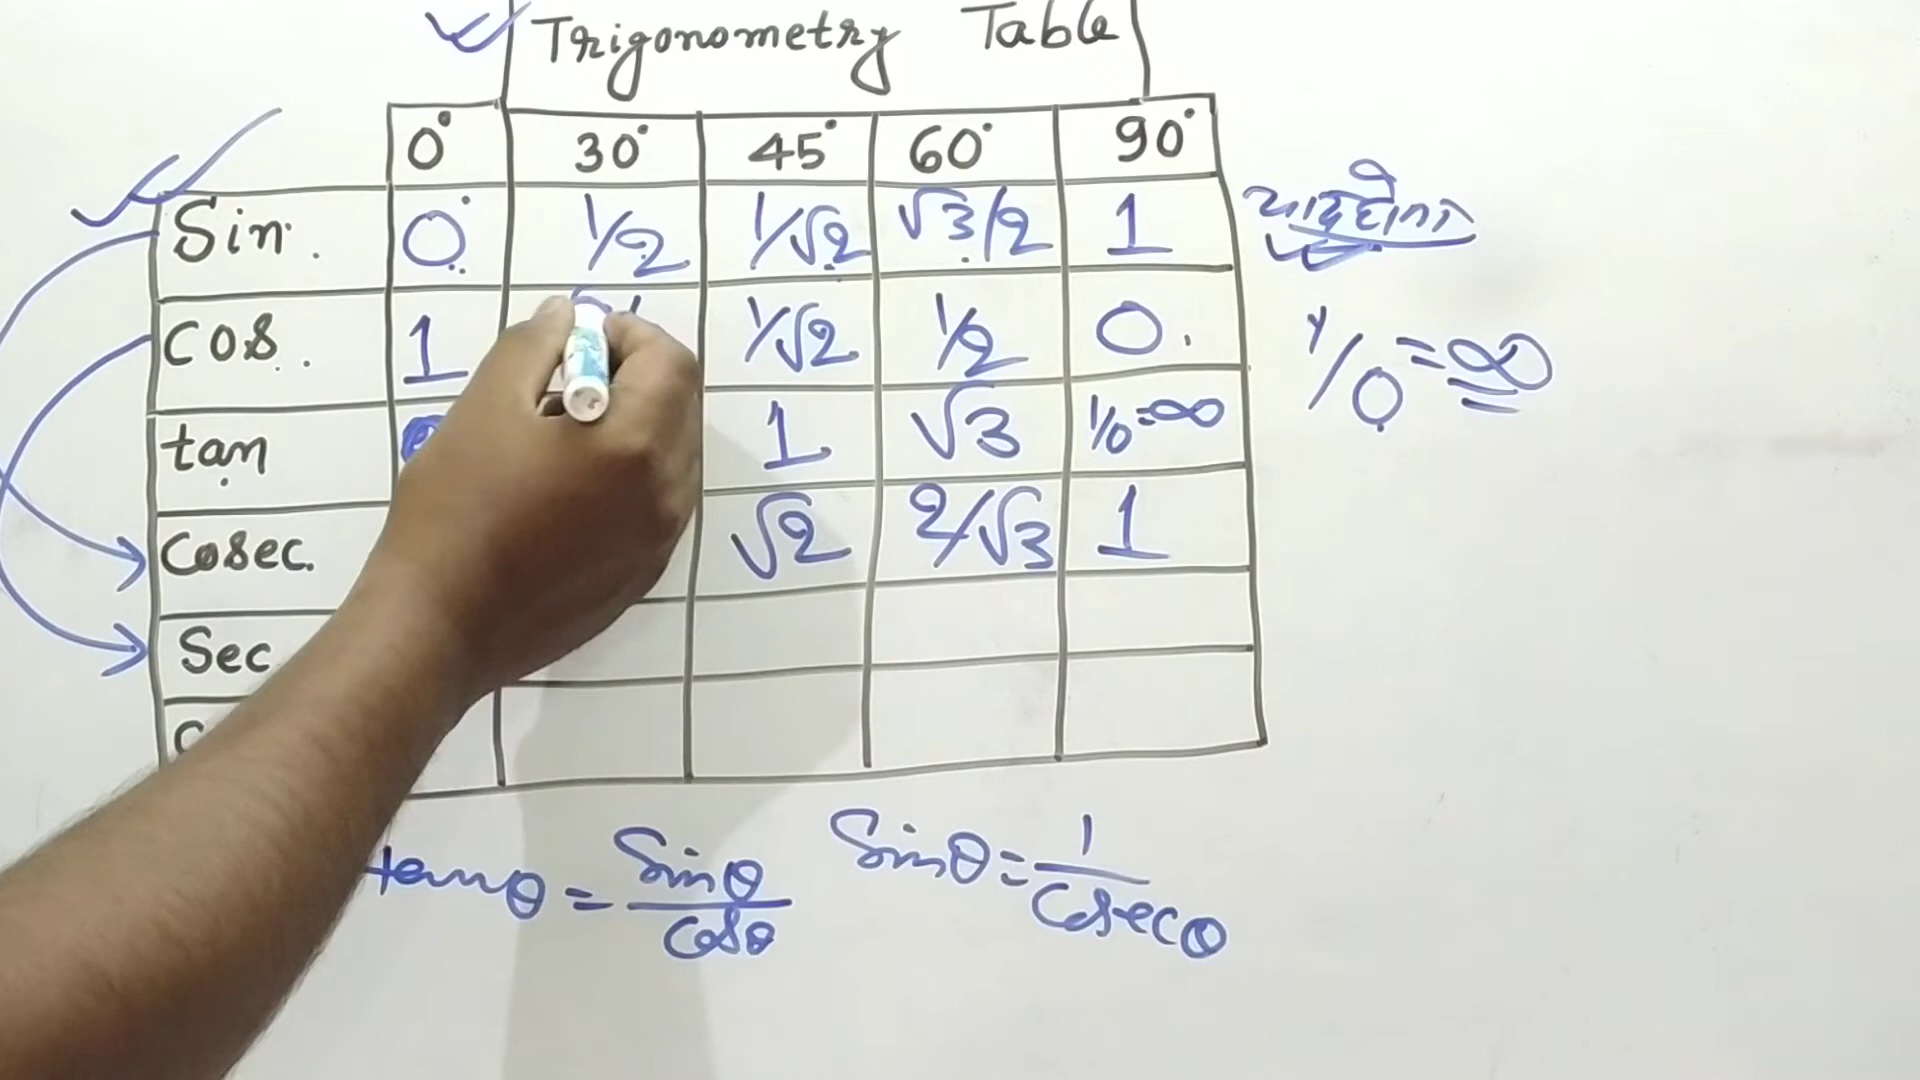 Trigonometry Table
0° 30° 45° 60° 90°
Sin. 0 1/2 1/√2 √3/2 1
याद होगा
Cos. 1 1/√2 1/2 0.
1/0 = ∞
tan 1 √3 1/0=∞
Cosec. √2 2/√3 1
Sec
C
tanθ = Sinθ/Cosθ Sinθ = 1/Cosecθ